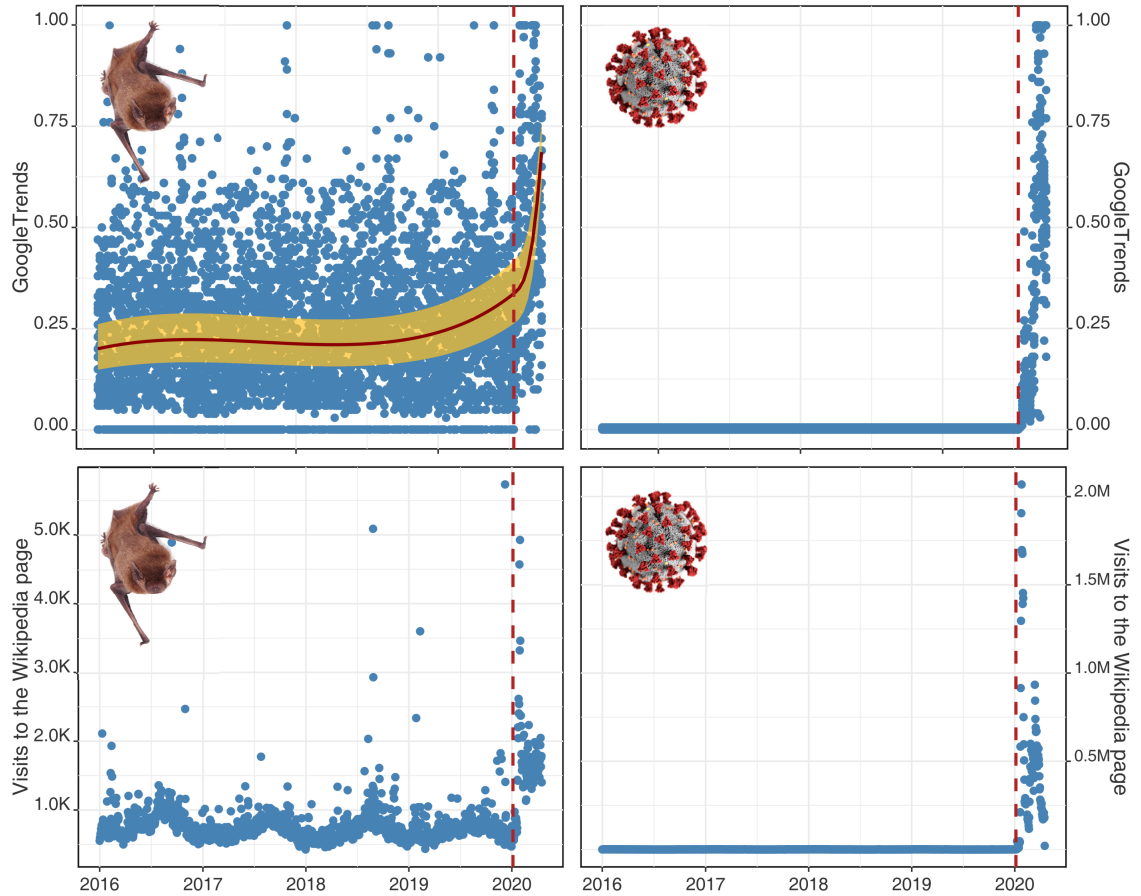 1.00
0.75
0.50
0.25
0.00
GoogleTrends
1.00
0.75
0.50
0.25
0.00
GoogleTrends
5.0K
4.0K
3.0K
2.0K
1.0K
Visits to the Wikipedia page
2016 2017 2018 2019 2020
2.0M
1.5M
1.0M
0.5M
Visits to the Wikipedia page
2016 2017 2018 2019 2020